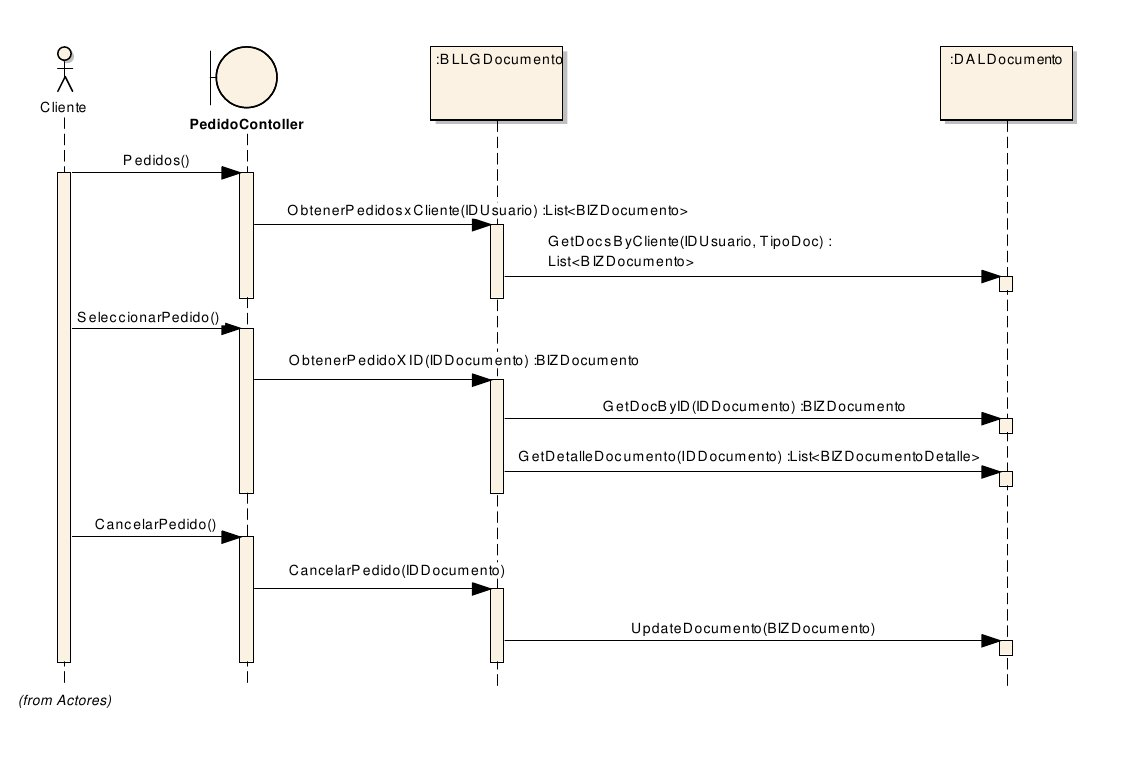 :BLLGDocumento
:DALDocumento
Cliente
PedidoContoller
Pedidos()
ObtenerPedidosxCliente(IDUsuario) :List<BIZDocumento>
GetDocsByCliente(IDUsuario, TipoDoc) :
List<BIZDocumento>
SeleccionarPedido()
ObtenerPedidoXID(IDDocumento) :BIZDocumento
GetDocByID(IDDocumento) :BIZDocumento
GetDetalleDocumento(IDDocumento) :List<BIZDocumentoDetalle>
CancelarPedido()
CancelarPedido(IDDocumento)
UpdateDocumento(BIZDocumento)
(from Actores)